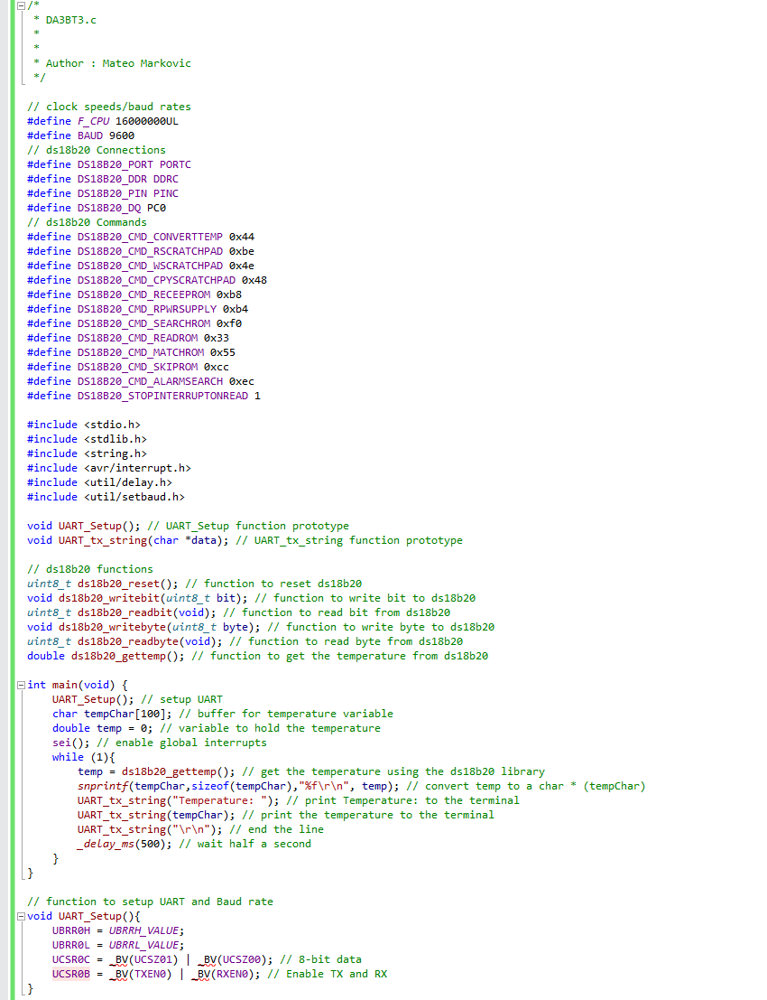 /*
 * DA3BT3.c
 *
 *
 * Author : Mateo Markovic
 */

// clock speeds/baud rates
#define F_CPU 16000000UL
#define BAUD 9600
// ds18b20 Connections
#define DS18B20_PORT PORTC
#define DS18B20_DDR DDRC
#define DS18B20_PIN PINC
#define DS18B20_DQ PC0
// ds18b20 Commands
#define DS18B20_CMD_CONVERTTEMP 0x44
#define DS18B20_CMD_RSCRATCHPAD 0xbe
#define DS18B20_CMD_WSCRATCHPAD 0x4e
#define DS18B20_CMD_CPYSCRATCHPAD 0x48
#define DS18B20_CMD_RECEEPROM 0xb8
#define DS18B20_CMD_RPWRSUPPLY 0xb4
#define DS18B20_CMD_SEARCHROM 0xf0
#define DS18B20_CMD_READROM 0x33
#define DS18B20_CMD_MATCHROM 0x55
#define DS18B20_CMD_SKIPROM 0xcc
#define DS18B20_CMD_ALARMSEARCH 0xec
#define DS18B20_STOPINTERRUPTONREAD 1

#include <stdio.h>
#include <stdlib.h>
#include <string.h>
#include <avr/interrupt.h>
#include <util/delay.h>
#include <util/setbaud.h>

void UART_Setup(); // UART_Setup function prototype
void UART_tx_string(char *data); // UART_tx_string function prototype

// ds18b20 functions
uint8_t ds18b20_reset(); // function to reset ds18b20
void ds18b20_writebit(uint8_t bit); // function to write bit to ds18b20
uint8_t ds18b20_readbit(void); // function to read bit from ds18b20
void ds18b20_writebyte(uint8_t byte); // function to write byte to ds18b20
uint8_t ds18b20_readbyte(void); // function to read byte from ds18b20
double ds18b20_gettemp(); // function to get the temperature from ds18b20

int main(void) {
    UART_Setup(); // setup UART
    char tempChar[100]; // buffer for temperature variable
    double temp = 0; // variable to hold the temperature
    sei(); // enable global interrupts
    while (1){
        temp = ds18b20_gettemp(); // get the temperature using the ds18b20 library
        snprintf(tempChar,sizeof(tempChar),"%f\r\n", temp); // convert temp to a char * (tempChar)
        UART_tx_string("Temperature: "); // print Temperature: to the terminal
        UART_tx_string(tempChar); // print the temperature to the terminal
        UART_tx_string("\r\n"); // end the line
        _delay_ms(500); // wait half a second
    }
}

// function to setup UART and Baud rate
void UART_Setup(){
    UBRR0H = UBRRH_VALUE;
    UBRR0L = UBRRL_VALUE;
    UCSR0C = _BV(UCSZ01) | _BV(UCSZ00); // 8-bit data
    UCSR0B = _BV(TXEN0) | _BV(RXEN0); // Enable TX and RX
}